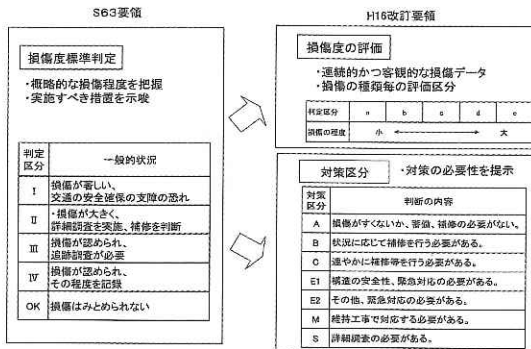 S63要領
損傷度標準判定
・概略的な損傷程度を把握
・実施すべき措置を示唆
判定区分 一般的状況
Ⅰ 損傷が著しい、
交通の安全確保の支障の恐れ
Ⅱ ・損傷が大きく、
詳細調査を実施、補修を判断
Ⅲ 損傷が認められ、
追跡調査が必要
Ⅳ 損傷が認められ、
その程度を記録
OK 損傷はみとめられない
H16改訂要領
損傷度の評価
・連続的かつ客観的な損傷データ
・損傷の種類毎の評価区分
判定区分 a b c d e
損傷の程度 小 大
対策区分 ・対策の必要性を提示
対策区分 判断の内容
A 損傷がすくないか、 補修の必要がない。
B 状況に応じて補修を行う必要がある。
C 速やかに補修等を行う必要がある。
E1 構造の安全性、緊急対応の必要がある。
E2 その他、緊急対応の必要がある。
M 維持工事で対応する必要がある。
S 詳細調査の必要がある。